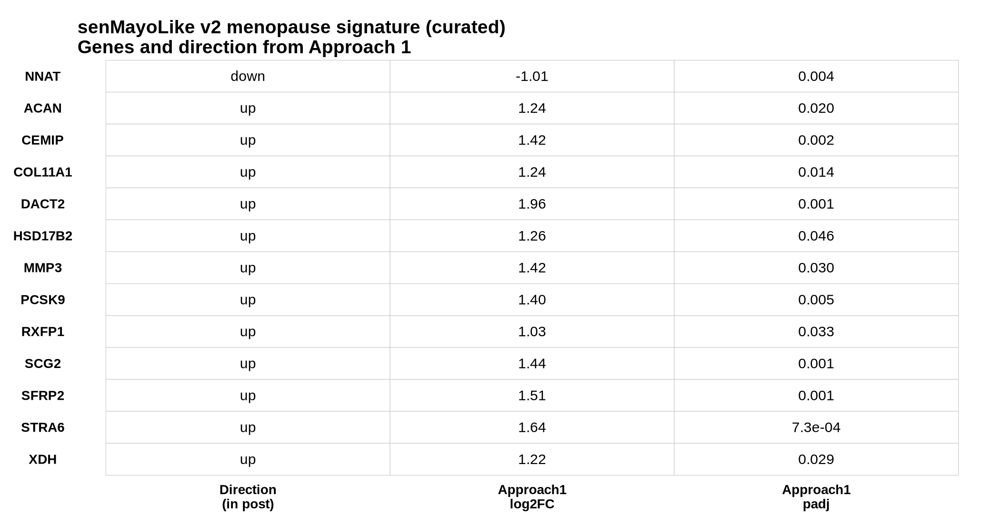 senMayoLike v2 menopause signature (curated)
Genes and direction from Approach 1
NNAT down -1.01 0.004
ACAN up 1.24 0.020
CEMIP up 1.42 0.002
COL11A1 up 1.24 0.014
DACT2 up 1.96 0.001
HSD17B2 up 1.26 0.046
MMP3 up 1.42 0.030
PCSK9 up 1.40 0.005
RXFP1 up 1.03 0.033
SCG2 up 1.44 0.001
SFRP2 up 1.51 0.001
STRA6 up 1.64 7.3e-04
XDH up 1.22 0.029
Direction Approach1 Approach1
(in post) log2FC padj